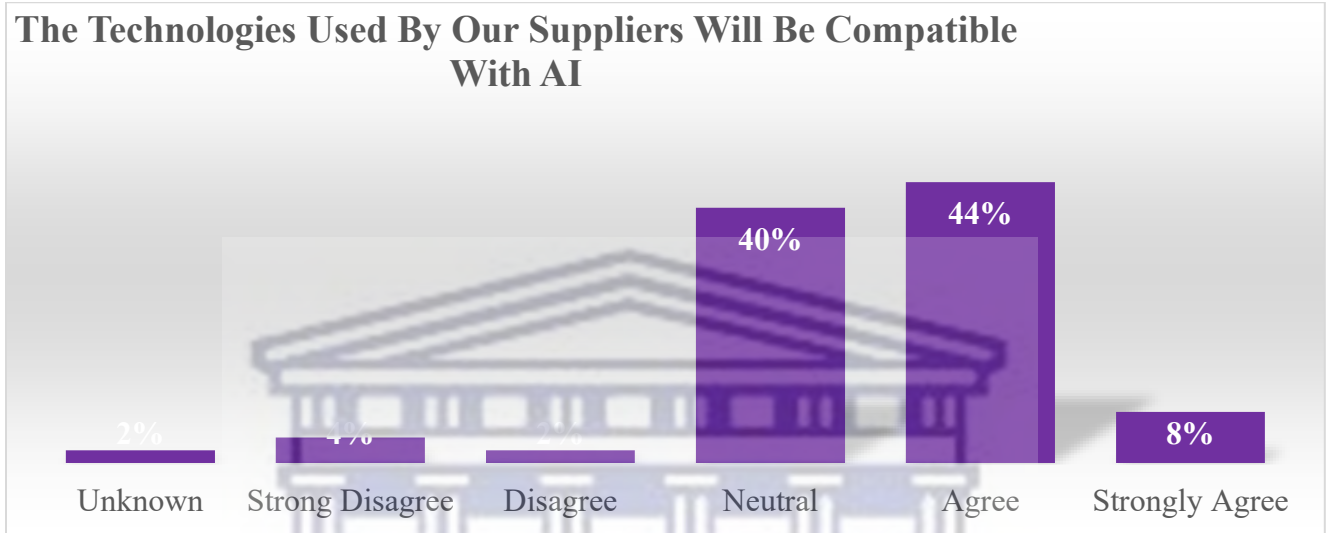 The Technologies Used By Our Suppliers Will Be Compatible
With AI
2% 4% 2% 40% 44% 8%
Unknown Strong Disagree Disagree Neutral Agree Strongly Agree